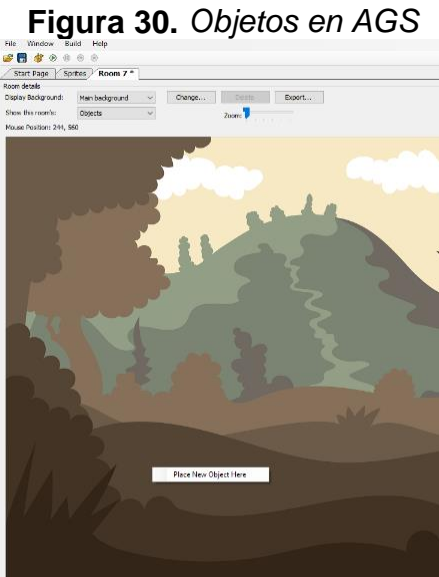 Figura 30. Objetos en AGS
File Window Build Help
Start Page Sprites Room 7 *
Room details
Display Background: Main background Change... Delete Export...
Show this room's: Objects Zoom:
Mouse Position: 244, 560
Place New Object Here